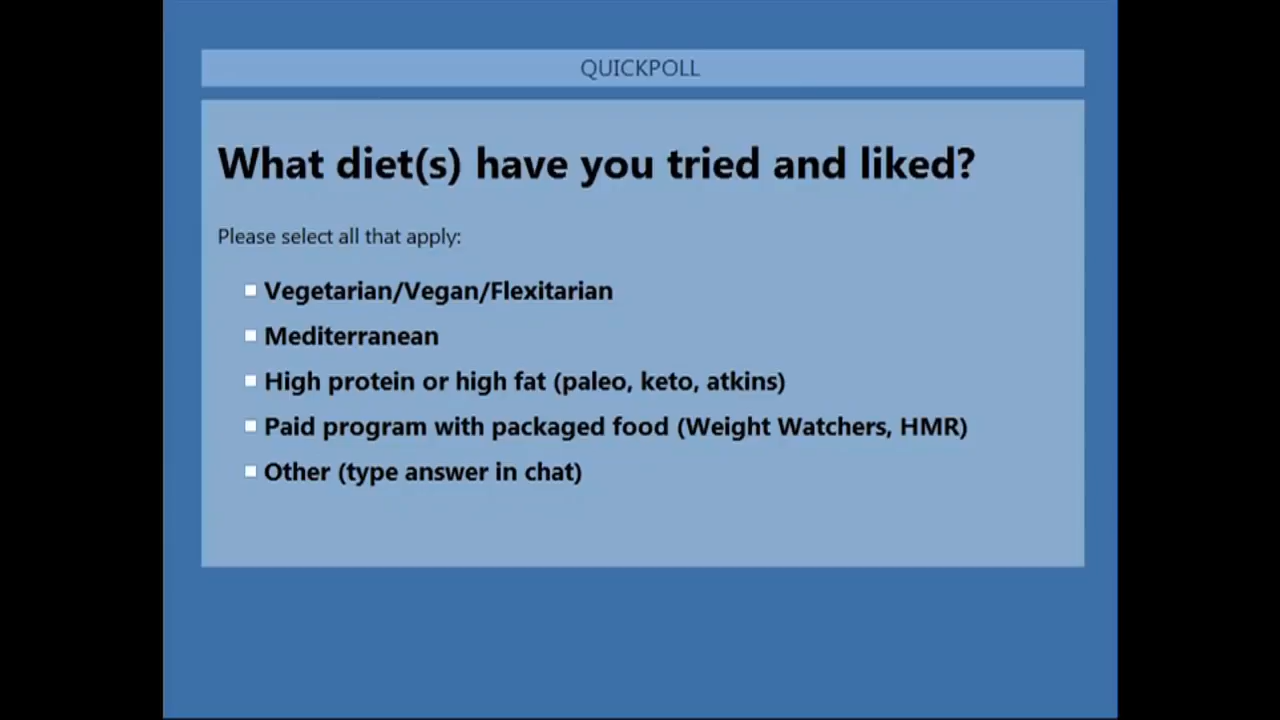 QUICKPOLL
What diet(s) have you tried and liked?
Please select all that apply:
Vegetarian/Vegan/Flexitarian
Mediterranean
High protein or high fat (paleo, keto, atkins)
Paid program with packaged food (Weight Watchers, HMR)
Other (type answer in chat)